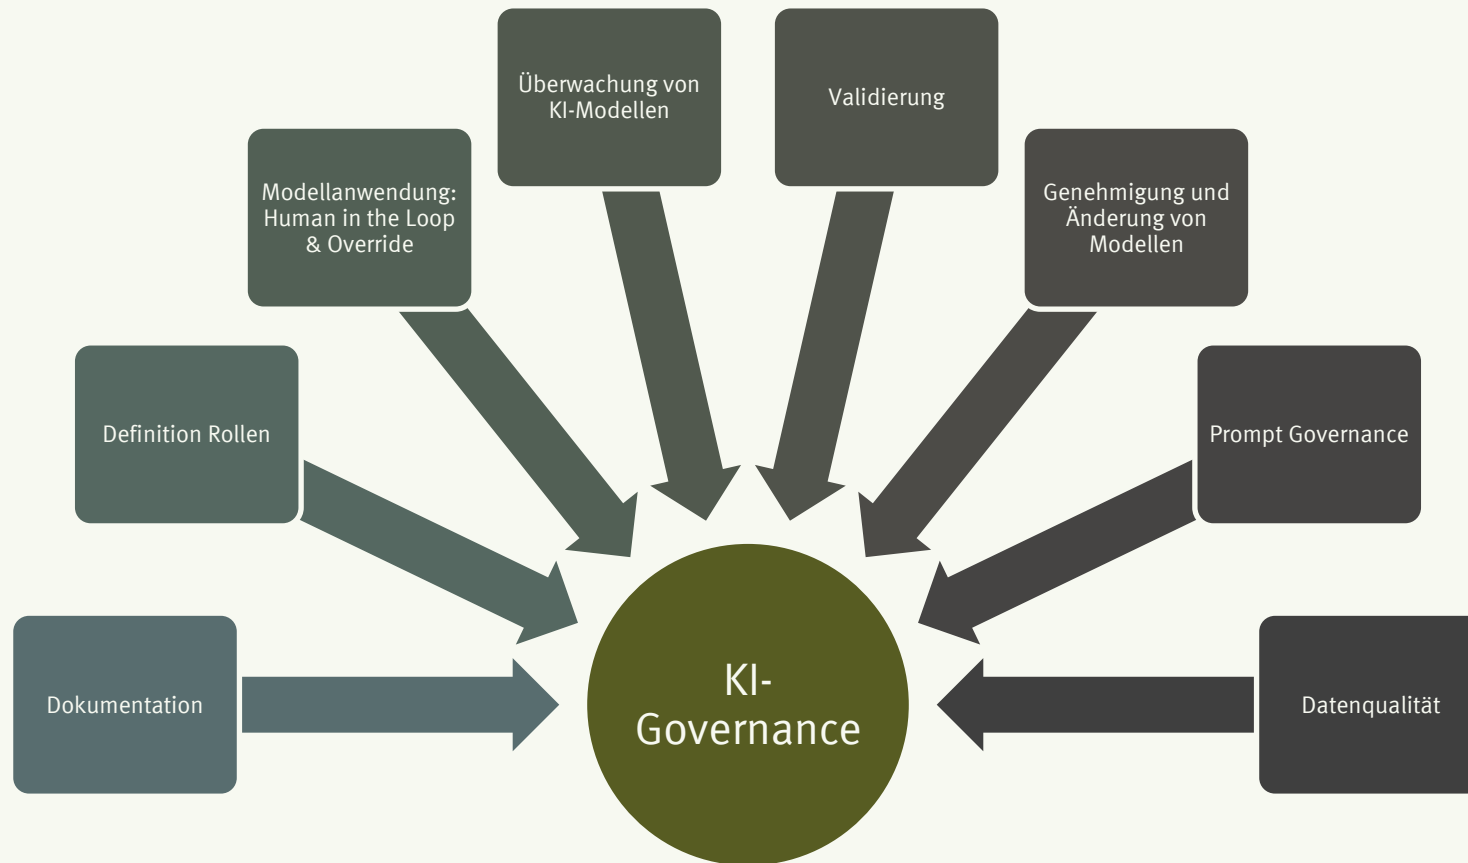 Überwachung von
KI-Modellen
Validierung
Modellanwendung:
Human in the Loop
& Override
Genehmigung und
Änderung von
Modellen
Definition Rollen
Prompt Governance
Dokumentation
KI-
Governance
Datenqualität